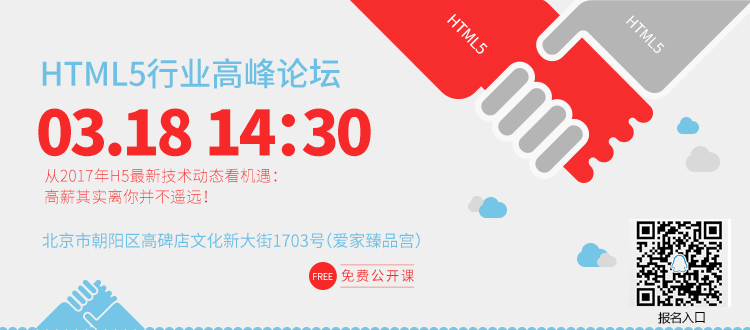 HTML5
HTML5
HTML5行业高峰论坛
03.18 14:30
从2017年H5最新技术动态看机遇：
高薪其实离你并不遥远！
北京市朝阳区高碑店文化新大街1703号(爱家臻品宫)
FREE 免费公开课
报名入口